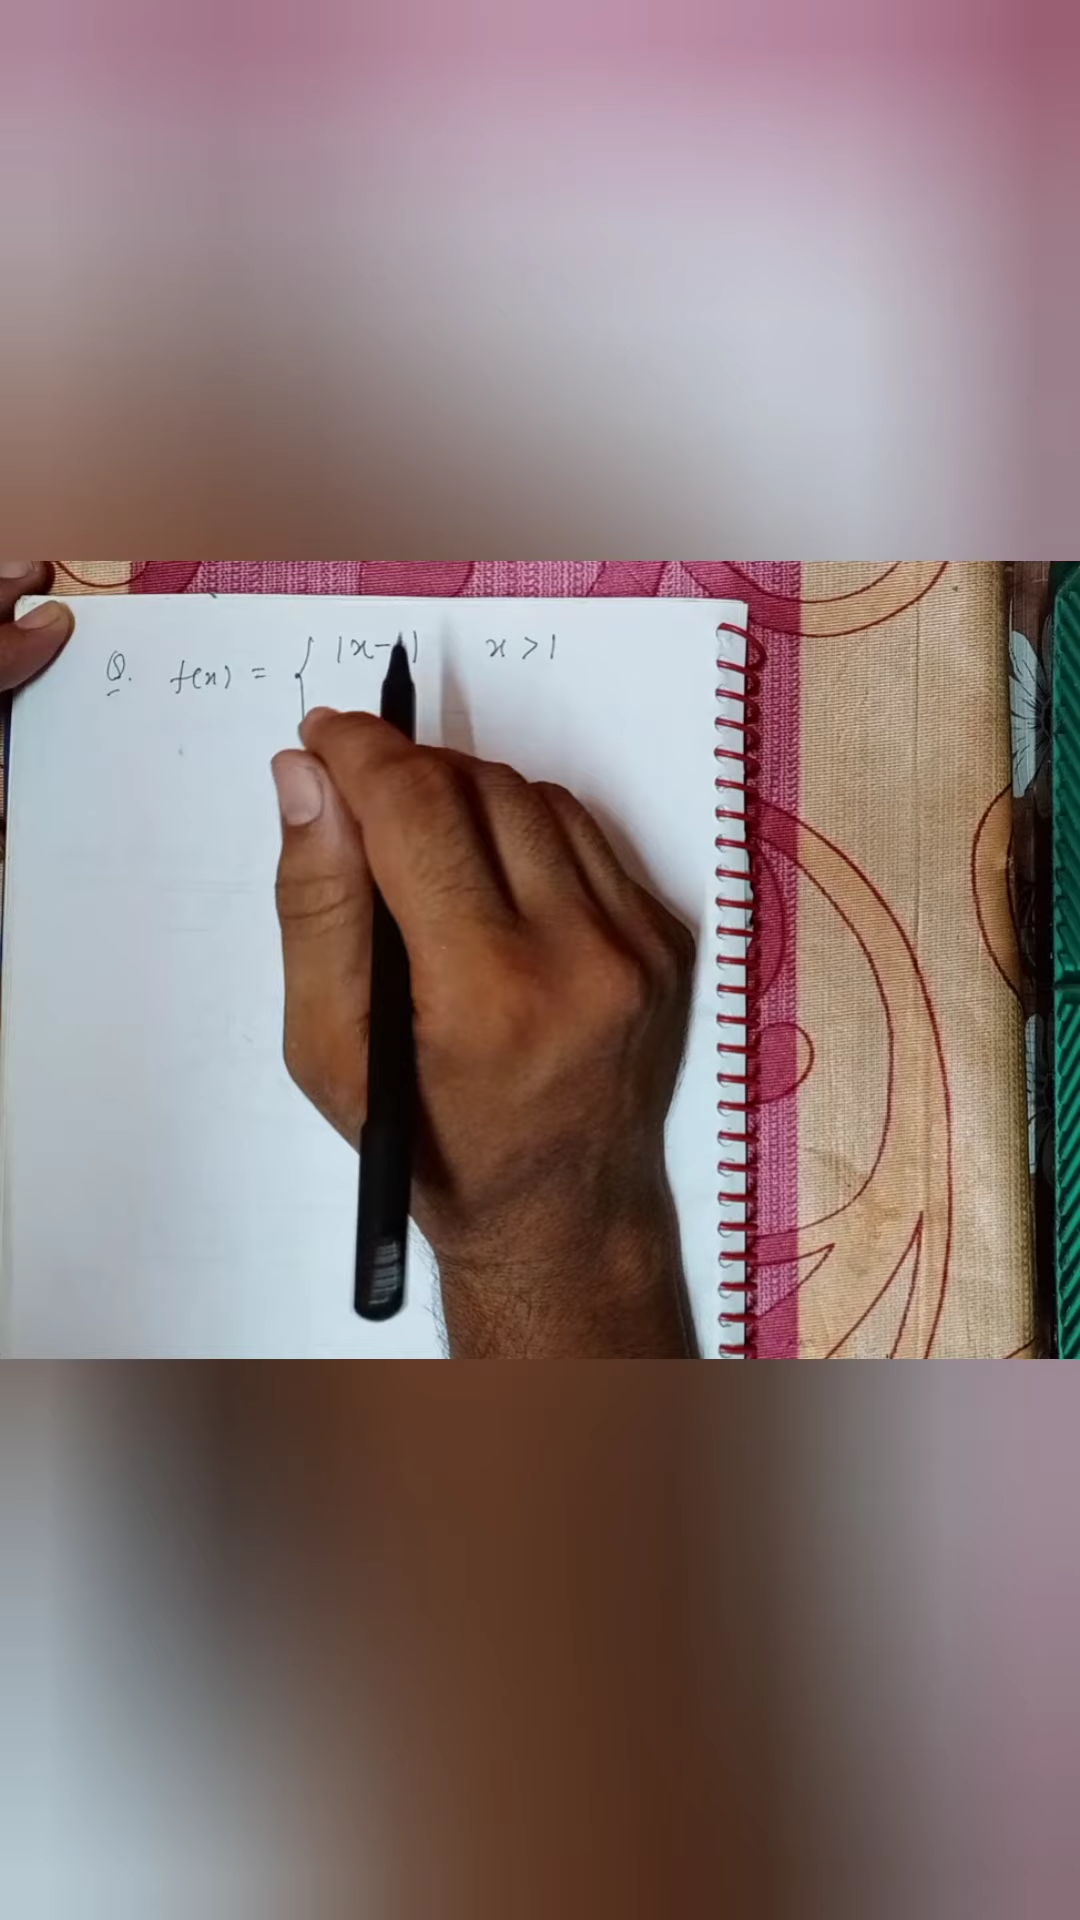 Q. f(x) = { |x-1| x > 1